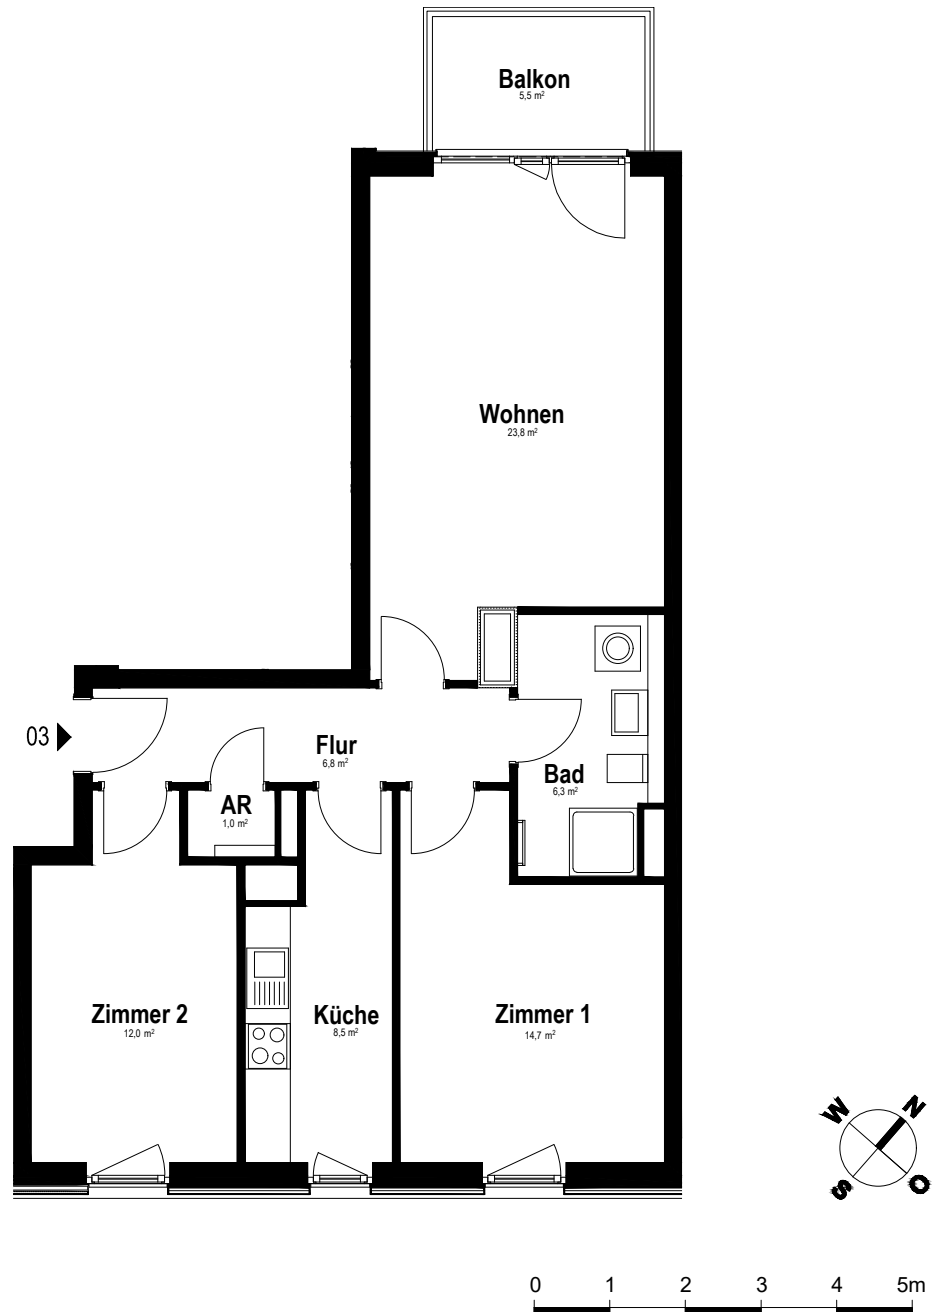 Balkon
5,5 m²
Wohnen
23,8 m²
03
Flur
6,8 m²
Bad
6,3 m²
AR
1,0 m²
Zimmer 2
12,0 m²
Küche
8,5 m²
Zimmer 1
14,7 m²
W N
S O
0 1 2 3 4 5m